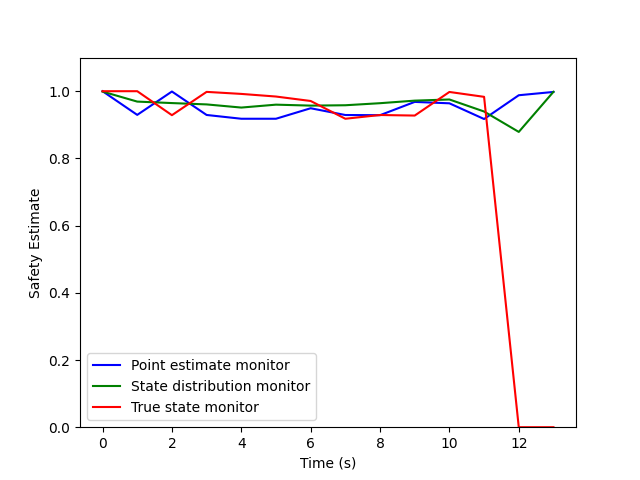 1.0
0.8
0.6
0.4
0.2
0.0
Safety Estimate
Point estimate monitor
State distribution monitor
True state monitor
0 2 4 6 8 10 12
Time (s)